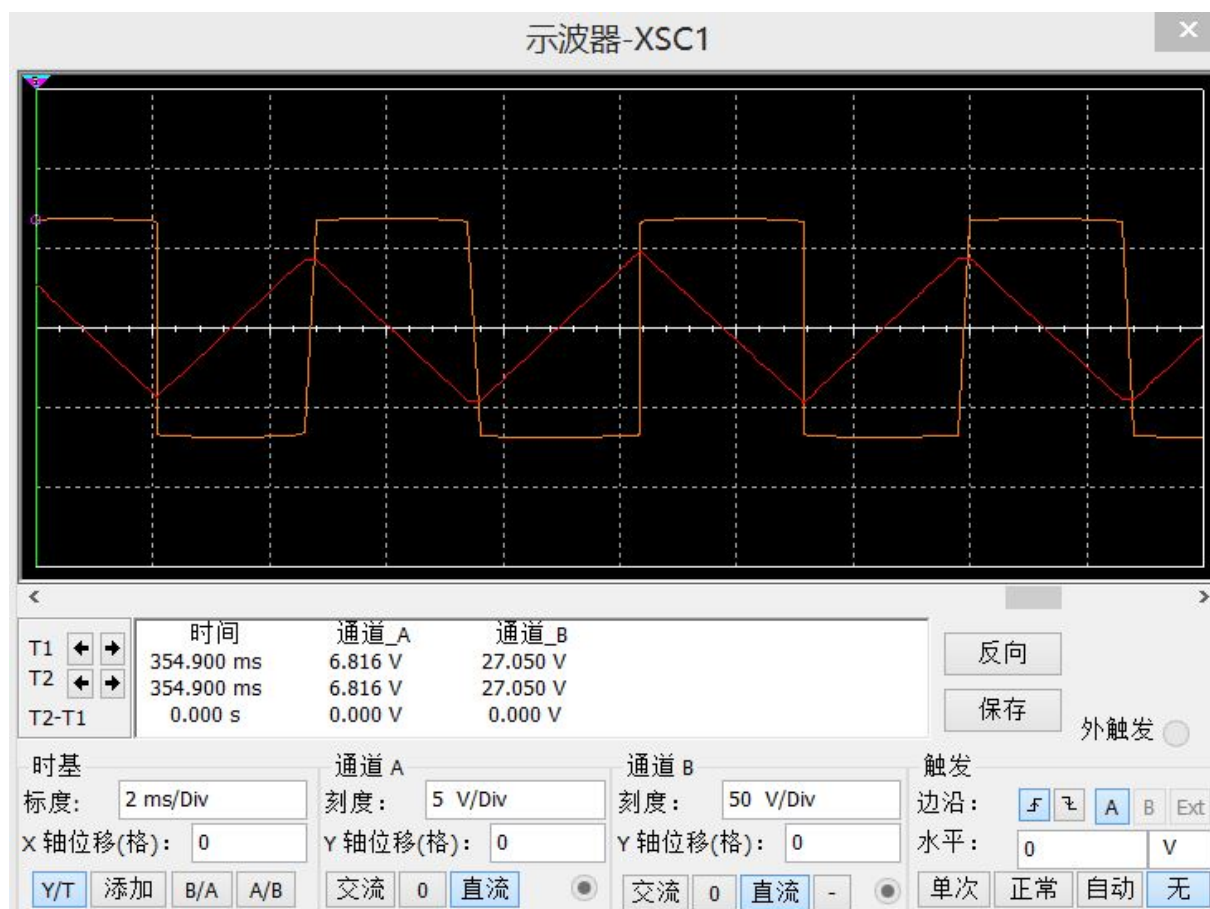 示波器-XSC1
时间 通道_A 通道_B
T1 354.900 ms 6.816 V 27.050 V
T2 354.900 ms 6.816 V 27.050 V
T2-T1 0.000 s 0.000 V 0.000 V
反向
保存
外触发
时基 通道 A 通道 B 触发
标度: 2 ms/Div 刻度: 5 V/Div 刻度: 50 V/Div 边沿: A B Ext
X 轴位移(格): 0 Y 轴位移(格): 0 Y 轴位移(格): 0 水平: 0 V
Y/T 添加 B/A A/B 交流 0 直流 交流 0 直流 - 单次 正常 自动 无